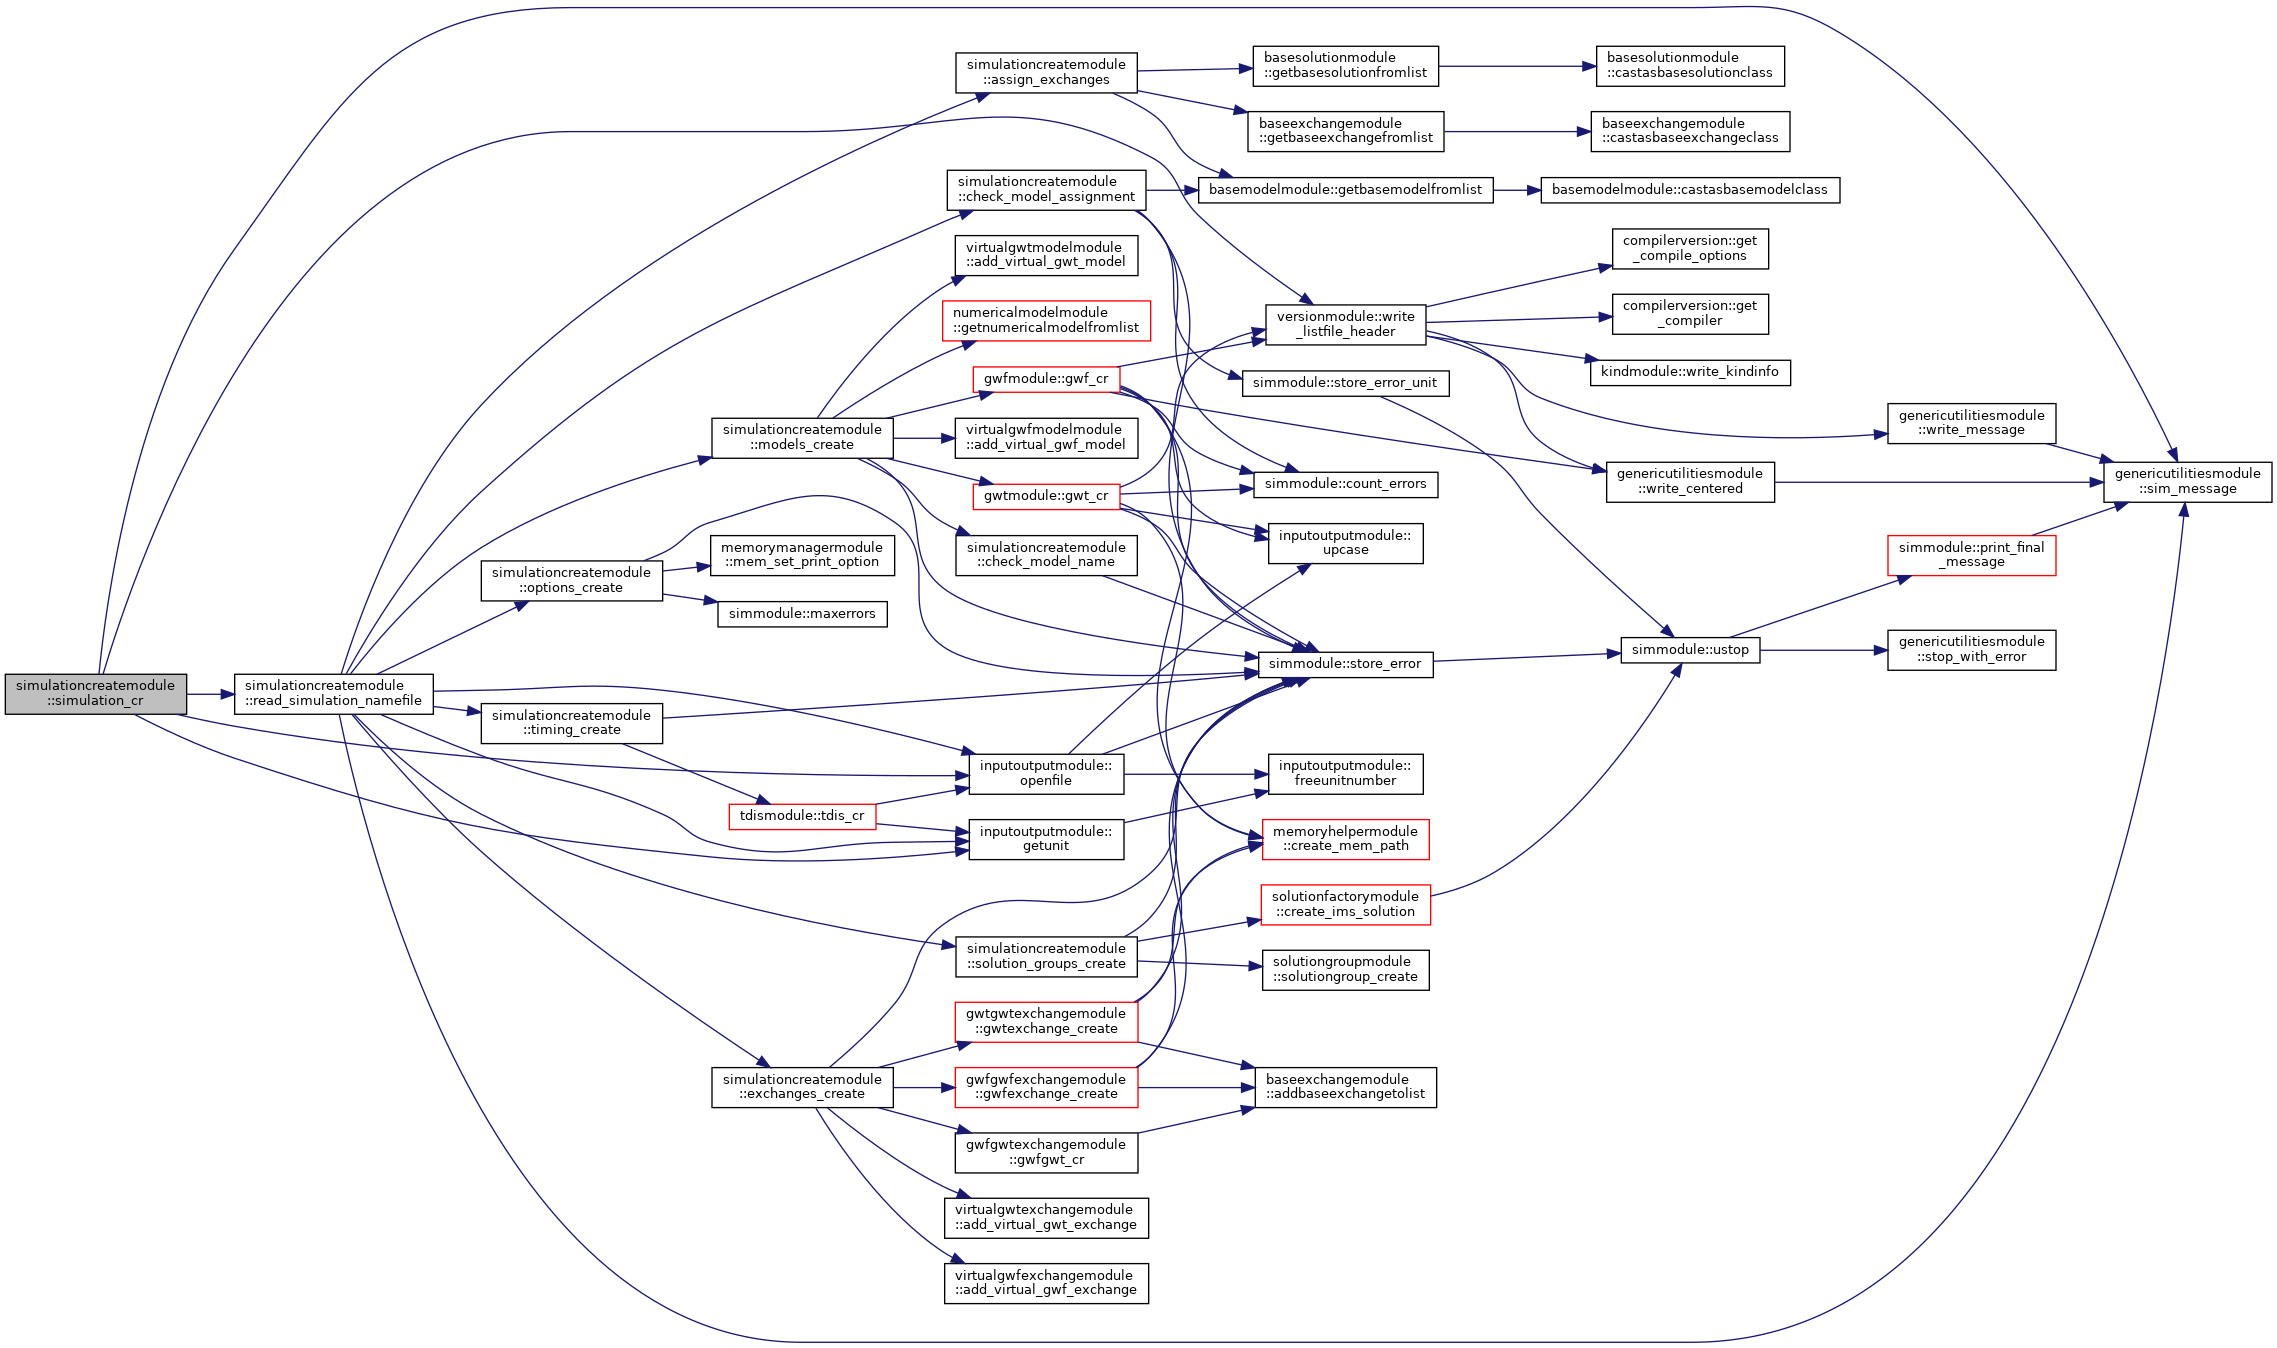 simulationcreatemodule
::simulation_cr
simulationcreatemodule
::read_simulation_namefile
simulationcreatemodule
::options_create
simulationcreatemodule
::timing_create
simulationcreatemodule
::models_create
memorymanagermodule
::mem_set_print_option
simmodule::maxerrors
tdismodule::tdis_cr
simulationcreatemodule
::exchanges_create
simulationcreatemodule
::assign_exchanges
simulationcreatemodule
::check_model_assignment
virtualgwtmodelmodule
::add_virtual_gwt_model
numericalmodelmodule
::getnumericalmodelfromlist
gwfmodule::gwf_cr
virtualgwfmodelmodule
::add_virtual_gwf_model
gwtmodule::gwt_cr
simulationcreatemodule
::check_model_name
inputoutputmodule::
openfile
inputoutputmodule::
getunit
simulationcreatemodule
::solution_groups_create
gwtgwtexchangemodule
::gwtexchange_create
gwfgwfexchangemodule
::gwfexchange_create
gwfgwtexchangemodule
::gwfgwt_cr
virtualgwtexchangemodule
::add_virtual_gwt_exchange
virtualgwfexchangemodule
::add_virtual_gwf_exchange
basesolutionmodule
::getbasesolutionfromlist
baseexchangemodule
::getbaseexchangefromlist
basemodelmodule::getbasemodelfromlist
versionmodule::write
_listfile_header
simmodule::store_error_unit
simmodule::count_errors
inputoutputmodule::
upcase
simmodule::store_error
inputoutputmodule::
freeunitnumber
memoryhelpermodule
::create_mem_path
solutionfactorymodule
::create_ims_solution
solutiongroupmodule
::solutiongroup_create
baseexchangemodule
::addbaseexchangetolist
basesolutionmodule
::castasbasesolutionclass
baseexchangemodule
::castasbaseexchangeclass
basemodelmodule::castasbasemodelclass
compilerversion::get
_compile_options
compilerversion::get
_compiler
kindmodule::write_kindinfo
genericutilitiesmodule
::write_centered
simmodule::ustop
genericutilitiesmodule
::write_message
simmodule::print_final
_message
genericutilitiesmodule
::stop_with_error
genericutilitiesmodule
::sim_message